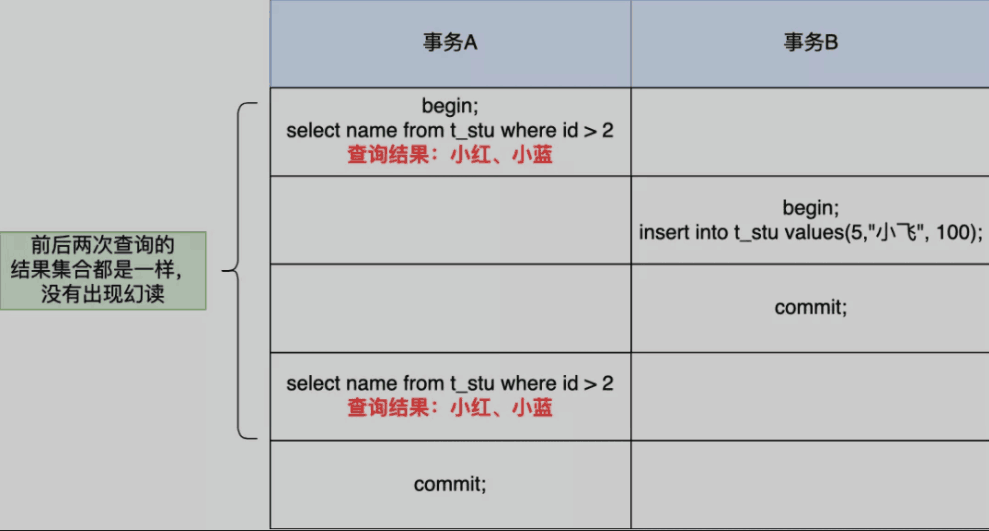 事务A
事务B
begin;
select name from t_stu where id > 2
查询结果：小红、小蓝
begin;
insert into t_stu values(5,"小飞", 100);
前后两次查询的
结果集合都是一样，
没有出现幻读
commit;
select name from t_stu where id > 2
查询结果：小红、小蓝
commit;